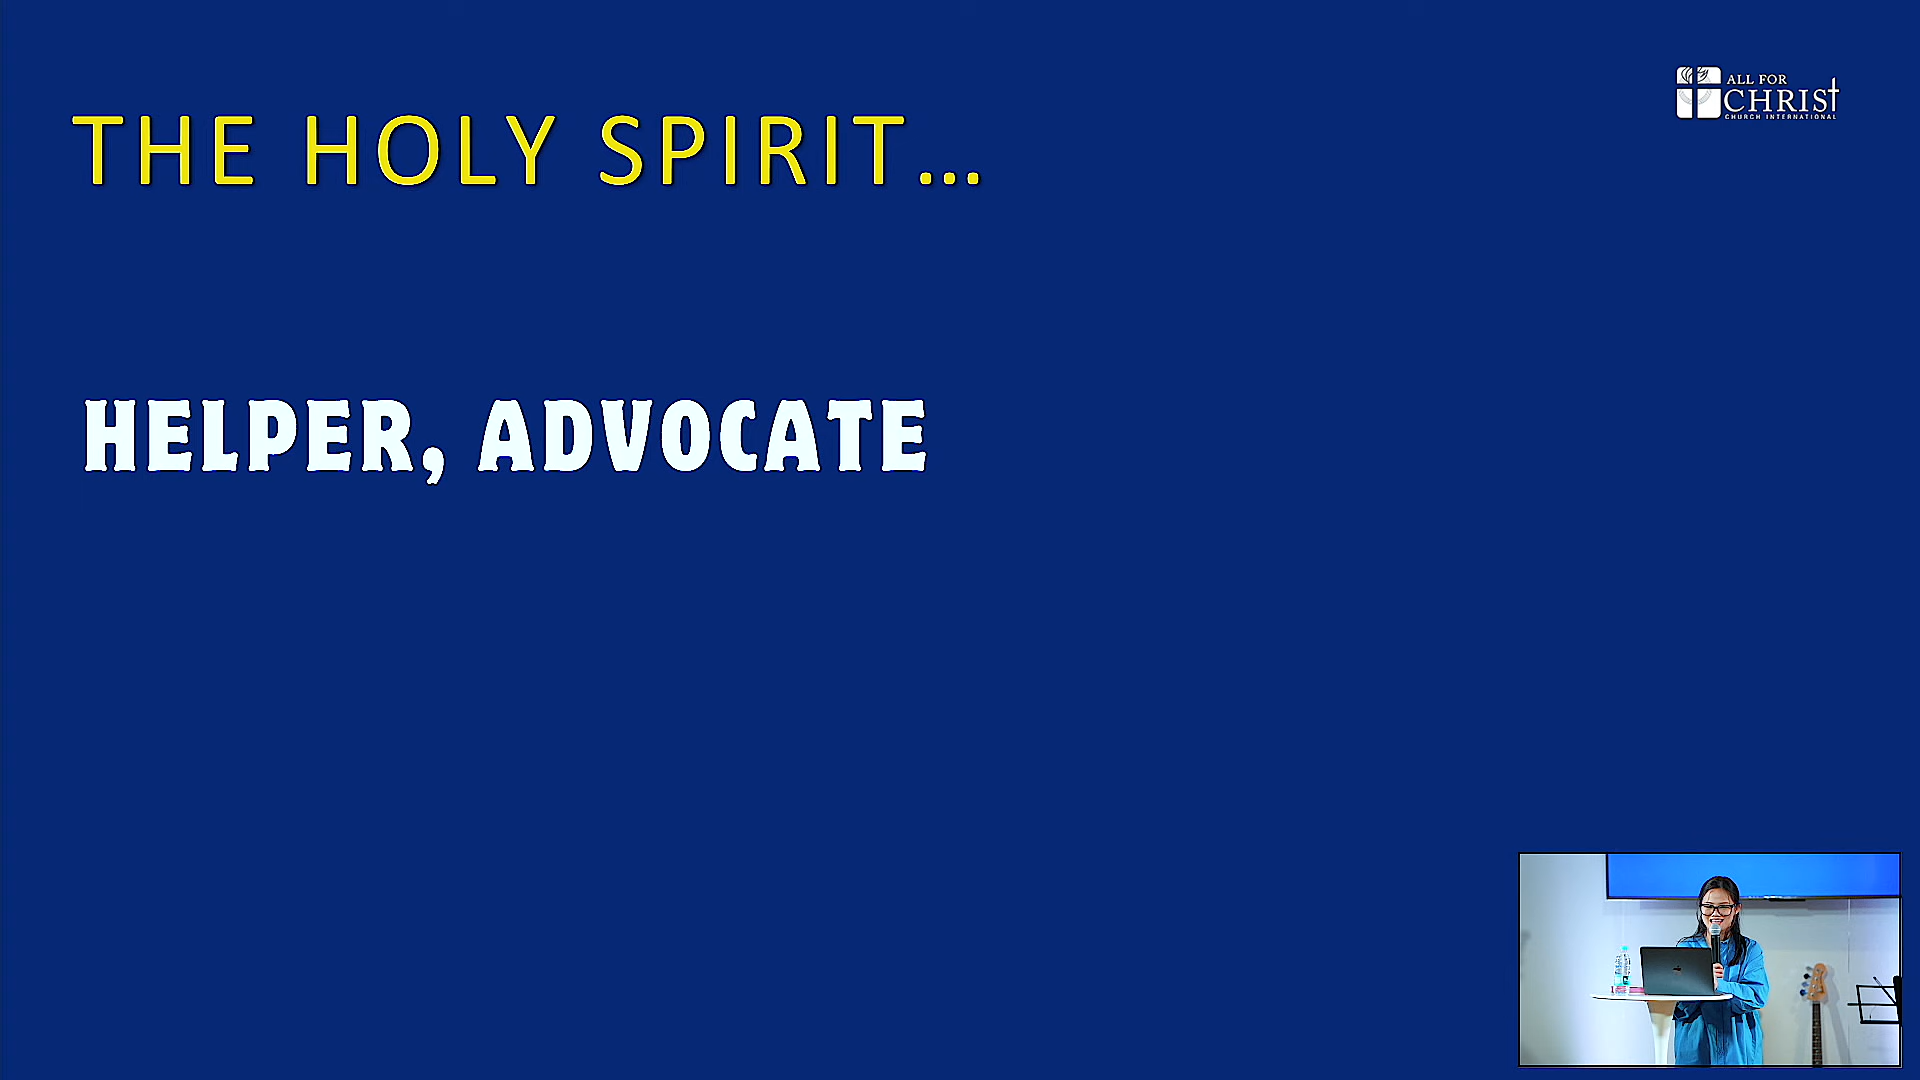 THE HOLY SPIRIT...
ALL FOR
CHRIST
CHURCH INTERNATIONAL
HELPER, ADVOCATE